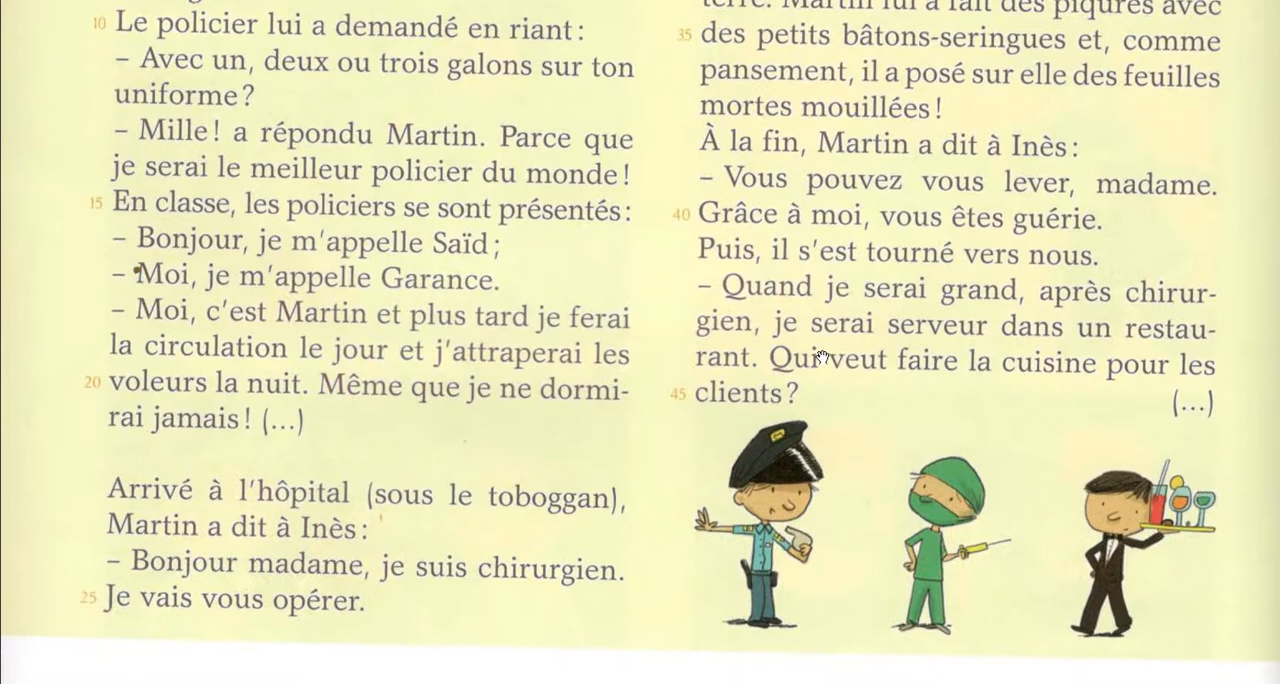 10 Le policier lui a demandé en riant :
– Avec un, deux ou trois galons sur ton
uniforme ?
– Mille ! a répondu Martin. Parce que
je serai le meilleur policier du monde !
15 En classe, les policiers se sont présentés :
– Bonjour, je m'appelle Saïd ;
– Moi, je m'appelle Garance.
– Moi, c'est Martin et plus tard je ferai
la circulation le jour et j'attraperai les
20 voleurs la nuit. Même que je ne dormi-
rai jamais ! (...)
Arrivé à l'hôpital (sous le toboggan),
Martin a dit à Inès :
– Bonjour madame, je suis chirurgien.
25 Je vais vous opérer.
terre. Martin lui a fait des piqûres avec
35 des petits bâtons-seringues et, comme
pansement, il a posé sur elle des feuilles
mortes mouillées !
À la fin, Martin a dit à Inès :
– Vous pouvez vous lever, madame.
40 Grâce à moi, vous êtes guérie.
Puis, il s'est tourné vers nous.
– Quand je serai grand, après chirur-
gien, je serai serveur dans un restau-
rant. Qui veut faire la cuisine pour les
45 clients ? (...)